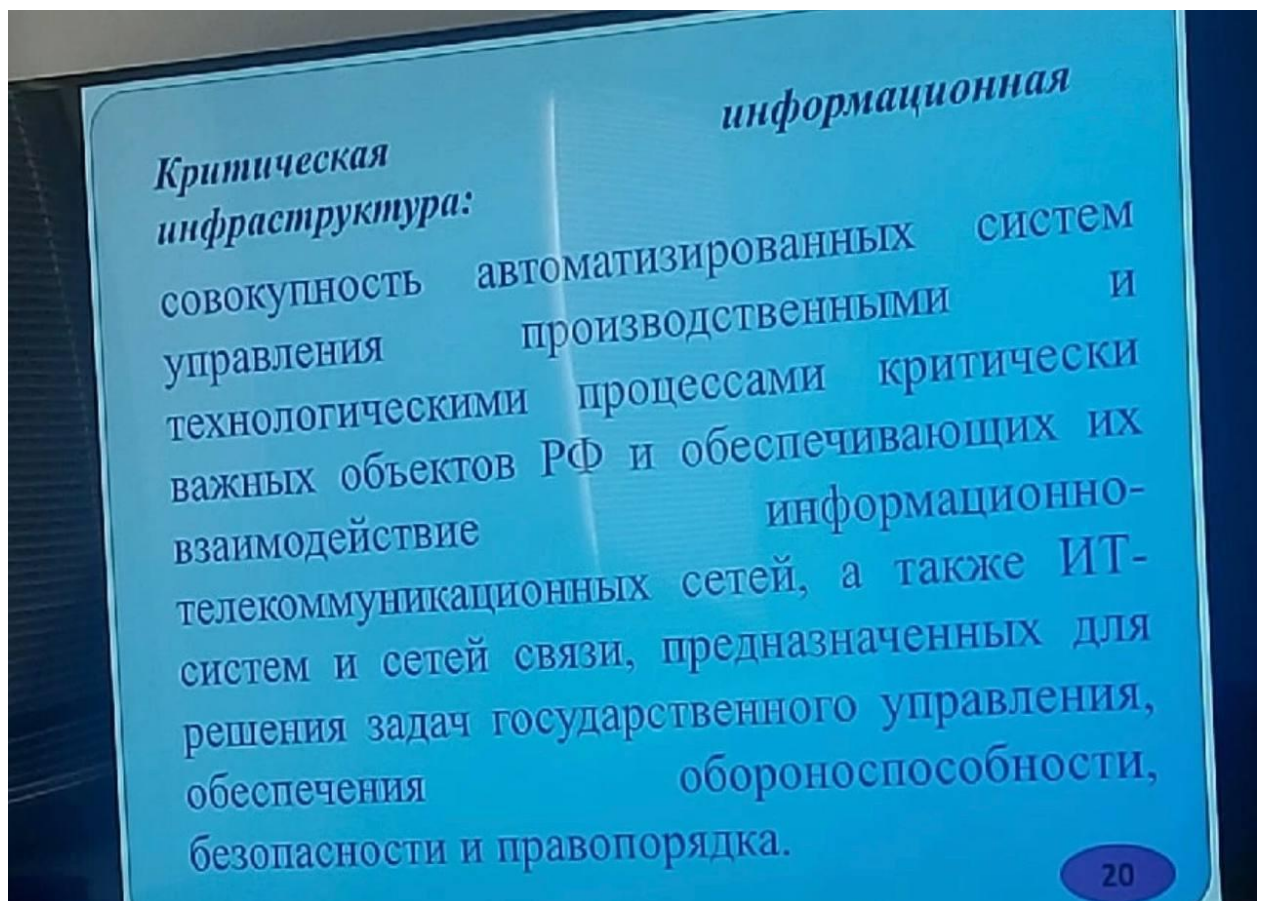 Критическая информационная
инфраструктура:
совокупность автоматизированных систем
управления производственными и
технологическими процессами критически
важных объектов РФ и обеспечивающих их
взаимодействие информационно-
телекоммуникационных сетей, а также ИТ-
систем и сетей связи, предназначенных для
решения задач государственного управления,
обеспечения обороноспособности,
безопасности и правопорядка.
20